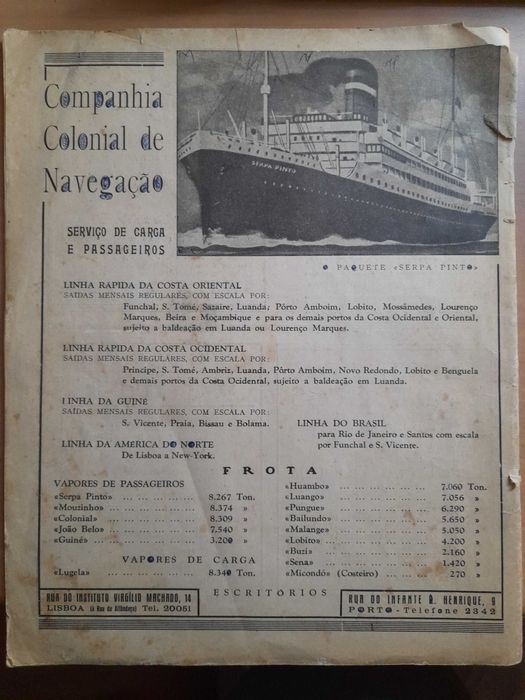 Companhia
Colonial de
Navegação
SERVIÇO DE CARGA
E PASSAGEIROS
SERPA PINTO
O PAQUETE «SERPA PINTO»
LINHA RAPIDA DA COSTA ORIENTAL
SAÍDAS MENSAIS REGULARES, COM ESCALA POR:
Funchal, S. Tomé, Sazaire, Luanda, Pôrto Amboim, Lobito, Mossâmedes, Lourenço
Marques, Beira e Moçambique e para os demais portos da Costa Ocidental e Oriental,
sujeito a baldeação em Luanda ou Lourenço Marques.
LINHA RAPIDA DA COSTA OCIDENTAL
SAÍDAS MENSAIS REGULARES, COM ESCALA POR:
Príncipe, S. Tomé, Ambriz, Luanda, Pôrto Amboim, Novo Redondo, Lobito e Benguela
e demais portos da Costa Ocidental, sujeito a baldeação em Luanda.
LINHA DA GUINÉ
SAÍDAS MENSAIS REGULARES, COM ESCALA POR:
S. Vicente, Praia, Bissau e Bolama.
LINHA DA AMERICA DO NORTE
De Lisboa a New-York.
LINHA DO BRASIL
para Rio de Janeiro e Santos com escala
por Funchal e S. Vicente.
FROTA
VAPORES DE PASSAGEIROS
«Serpa Pinto» ... ... ... ... 8.267 Ton.
«Mouzinho» ... ... ... ... 8.374 »
«Colonial» ... ... ... ... 8.309 »
«João Belo» ... ... ... ... 7.540 »
«Guiné» ... ... ... ... 3.200 »
VAPORES DE CARGA
«Lugela» ... ... ... ... 8.340 Ton.
«Huambo» ... ... ... ... 7.060 Ton.
«Luango» ... ... ... ... 7.056 »
«Pungue» ... ... ... ... 6.290 »
«Bailundo» ... ... ... ... 5.650 »
«Malange» ... ... ... ... 5.050 »
«Lobito» ... ... ... ... 4.200 »
«Buzi» ... ... ... ... 2.160 »
«Sena» ... ... ... ... 1.420 »
«Micondó» (Costeiro) ... ... 270 »
ESCRITÓRIOS
RUA DO INSTITUTO VIRGÍLIO MACHADO, 14
LISBOA (à Rua da Alfândega) Tel. 20051
RUA DO INFANTE D. HENRIQUE, 9
PORTO - Telefone 2342